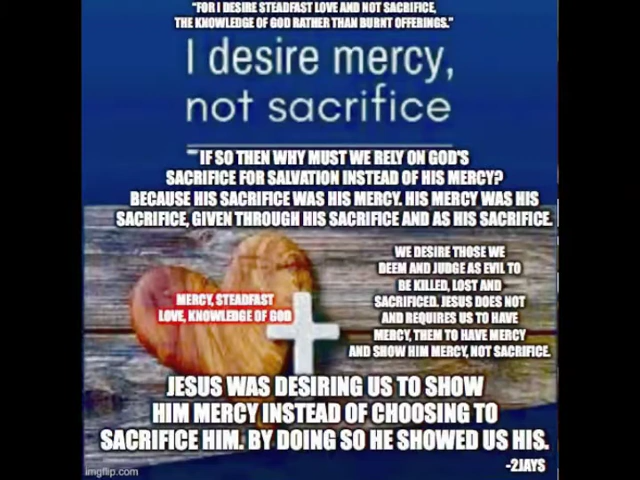 "FOR I DESIRE STEADFAST LOVE AND NOT SACRIFICE,
THE KNOWLEDGE OF GOD RATHER THAN BURNT OFFERINGS."
I desire mercy,
not sacrifice
IF SO THEN WHY MUST WE RELY ON GOD'S
SACRIFICE FOR SALVATION INSTEAD OF HIS MERCY?
BECAUSE HIS SACRIFICE WAS HIS MERCY. HIS MERCY WAS HIS
SACRIFICE, GIVEN THROUGH HIS SACRIFICE AND AS HIS SACRIFICE.
WE DESIRE THOSE WE
DEEM AND JUDGE AS EVIL TO
BE KILLED, LOST AND
SACRIFICED. JESUS DOES NOT
AND REQUIRES US TO HAVE
MERCY, THEM TO HAVE MERCY
AND SHOW HIM MERCY, NOT SACRIFICE.
MERCY, STEADFAST
LOVE, KNOWLEDGE OF GOD
JESUS WAS DESIRING US TO SHOW
HIM MERCY INSTEAD OF CHOOSING TO
SACRIFICE HIM. BY DOING SO HE SHOWED US HIS.
-2JAYS
imgflip.com